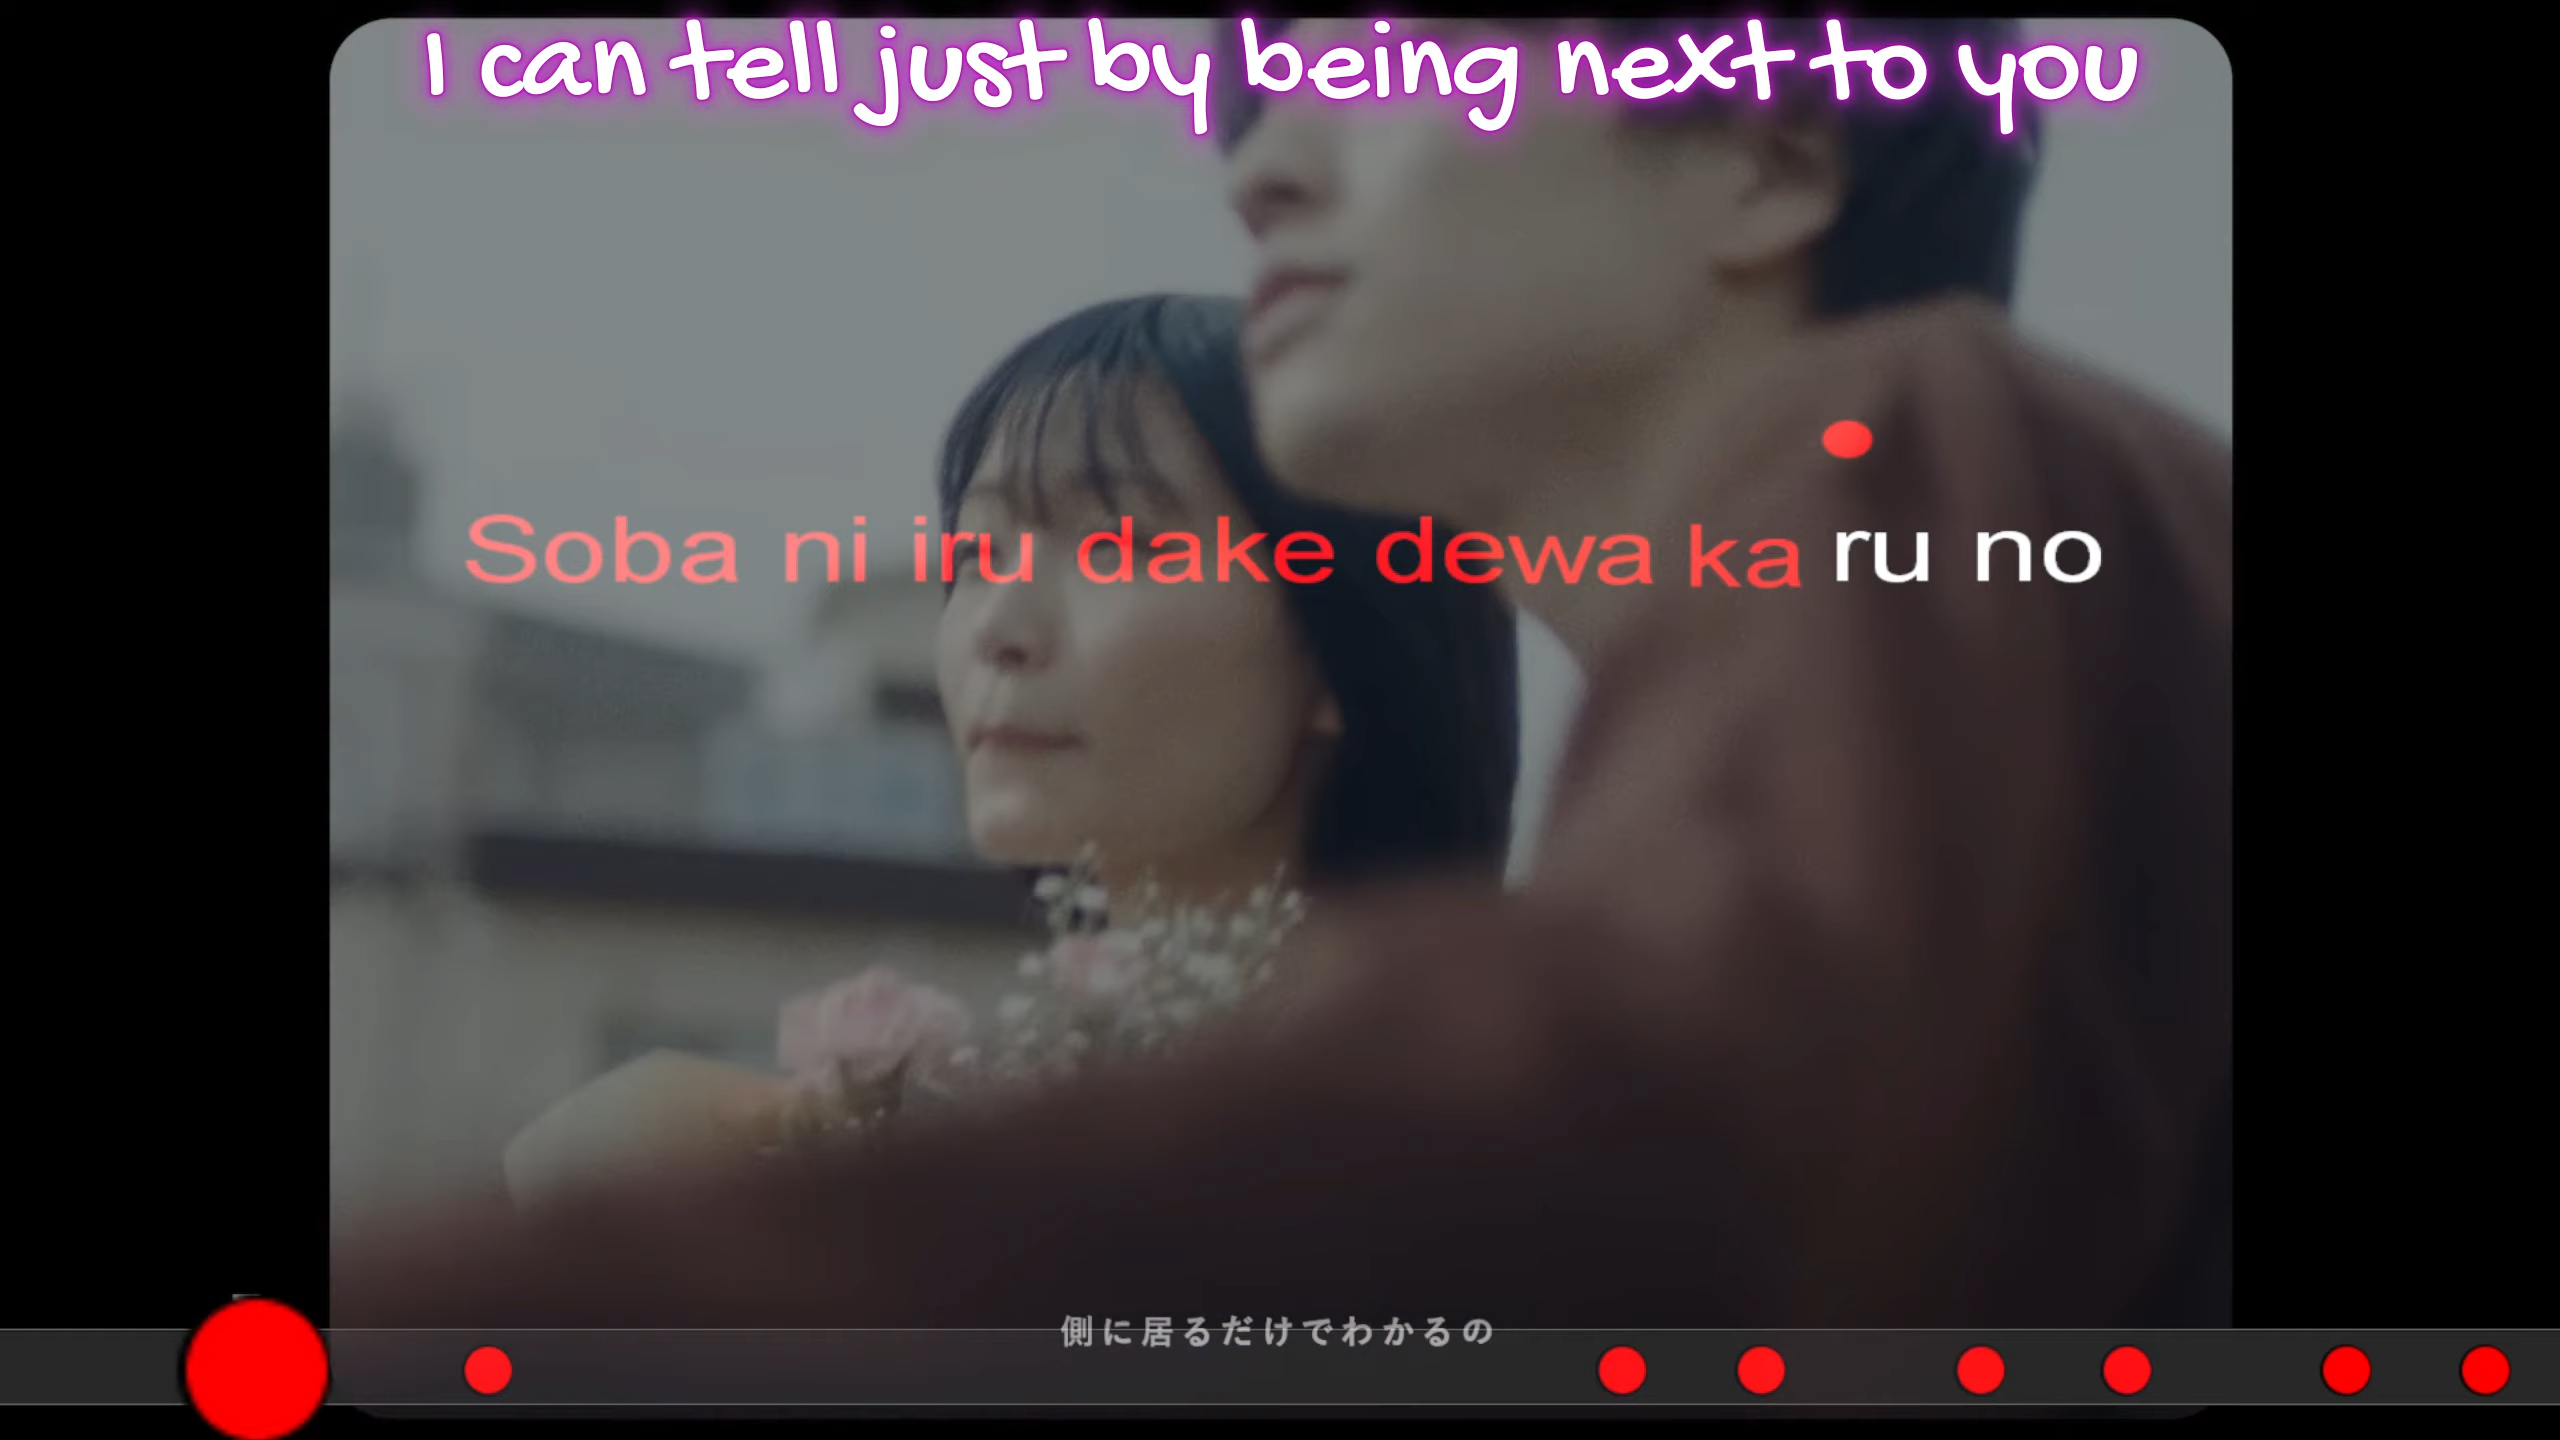 I can tell just by being next to you
Soba ni iru dake dewa ka ru no
側に居るだけでわかるの